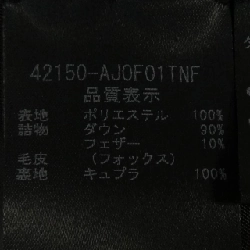 42150-AJ0F01TNF
品質表示
表地 ポリエステル 100%
詰物 ダウン 90%
フェザー 10%
毛皮 (フォックス)
裏地 キュプラ 100%